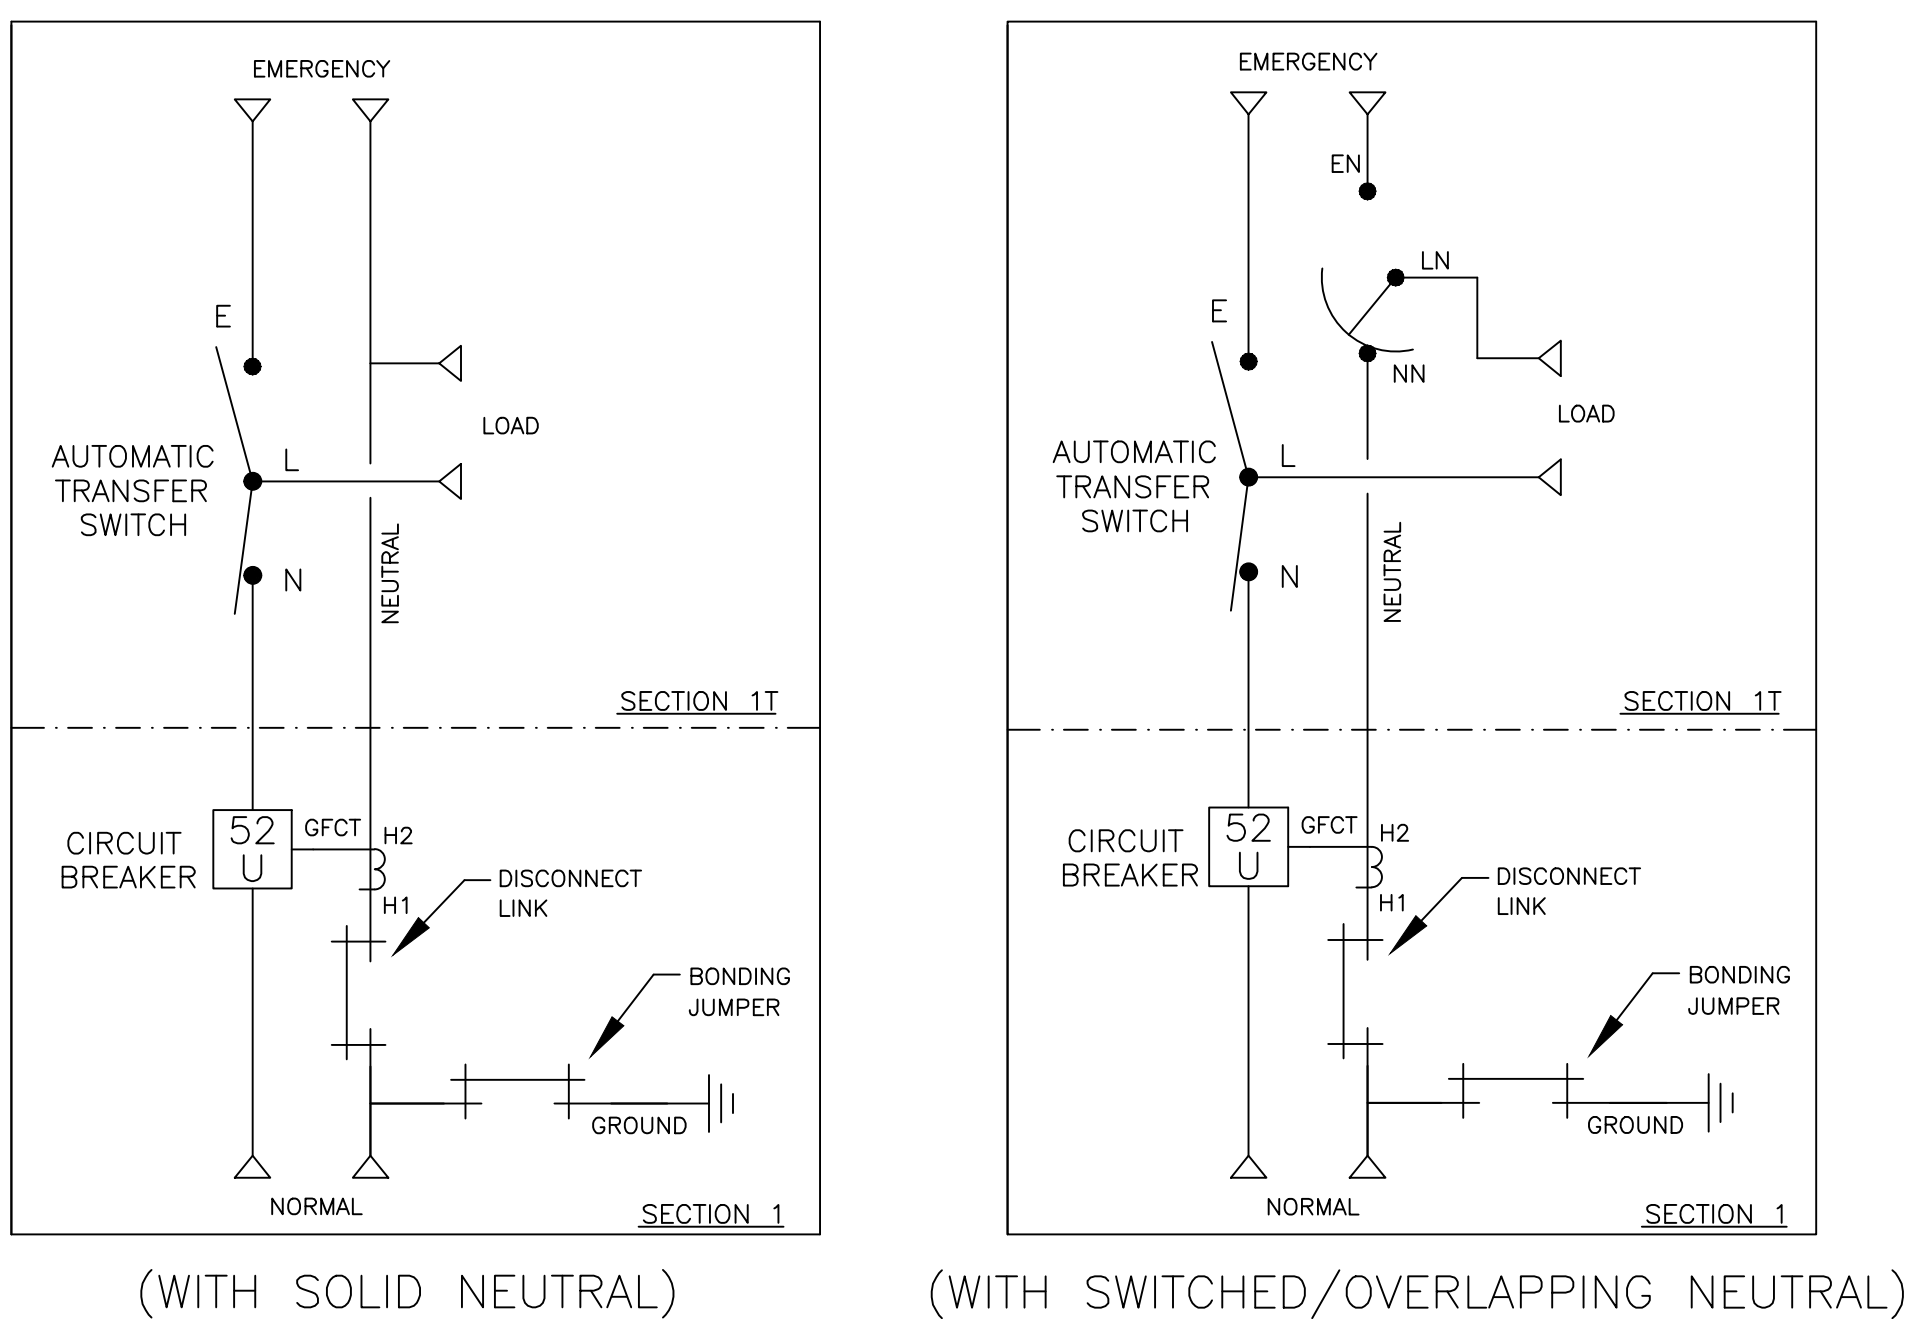 EMERGENCY
E
AUTOMATIC
TRANSFER
SWITCH
L
LOAD
N
NEUTRAL
SECTION 1T
CIRCUIT
BREAKER
52
U
GFCT
H2
H1
DISCONNECT
LINK
BONDING
JUMPER
GROUND
NORMAL
SECTION 1
(WITH SOLID NEUTRAL)
EMERGENCY
EN
LN
E
NN
LOAD
AUTOMATIC
TRANSFER
SWITCH
L
N
NEUTRAL
SECTION 1T
CIRCUIT
BREAKER
52
U
GFCT
H2
H1
DISCONNECT
LINK
BONDING
JUMPER
GROUND
NORMAL
SECTION 1
(WITH SWITCHED/OVERLAPPING NEUTRAL)